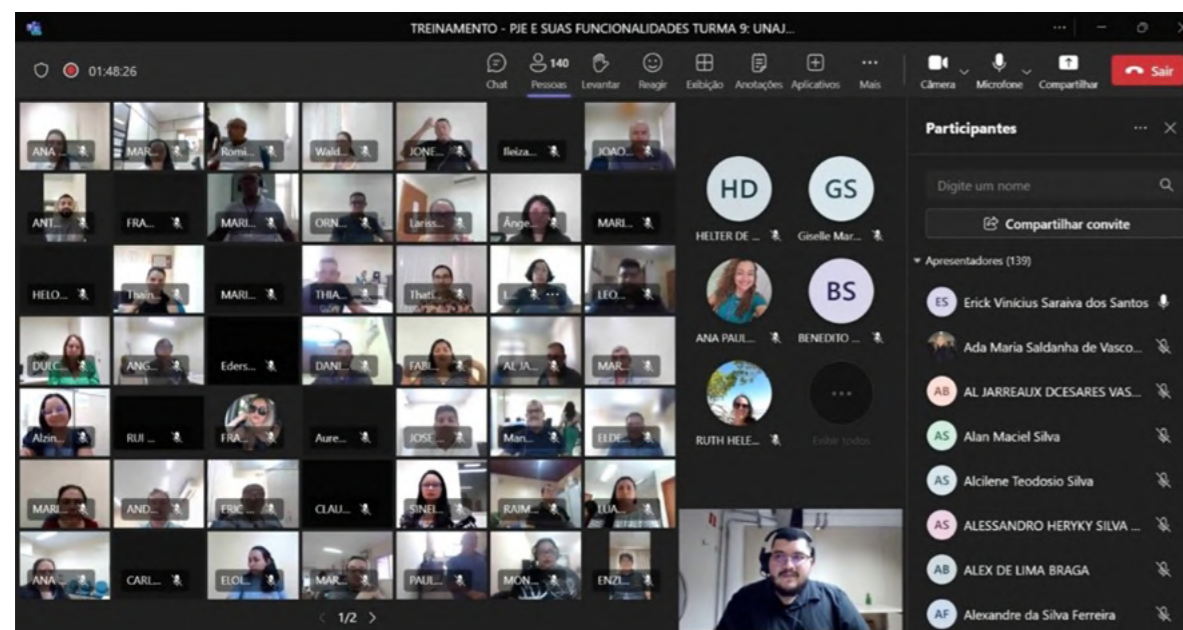 TREINAMENTO - PJE E SUAS FUNCIONALIDADES TURMA 9: UNAJ...
01:48:26
Chat
140
Pessoas
Levantar
Reagir
Exibição
Anotações
Aplicativos
Mais
Câmera
Microfone
Compartilhar
Sair
ANA
MAR...
Romi...
Wald...
JONE...
Ileiza...
JOAO...
ANT...
FRA...
MARI...
ORN...
Lariss...
Ânge...
MARI...
HELO...
Thain...
MARI...
THIA...
Thati...
L...
LEO...
DULC...
ANG...
Eders...
DANI...
FABI...
AL JA...
MAR...
Alzin...
RUI ...
FRA...
Aure...
JOSE...
Man...
ELDE...
MARI...
AND...
ERIC ...
CLAU...
SINEI...
RAIM...
LUA...
ANA ...
CARL...
ELOI...
MAR...
PAUL...
MON...
ENZI...
1/2
HD
HELTER DE ...
GS
Giselle Mar...
ANA PAUL...
BS
BENEDITO ...
RUTH HELE...
Exibir todos
Participantes
Digite um nome
Compartilhar convite
Apresentadores (139)
ES Erick Vinícius Saraiva dos Santos
Ada Maria Saldanha de Vasco...
AB AL JARREAUX DCESARES VAS...
AS Alan Maciel Silva
AS Alcilene Teodosio Silva
AS ALESSANDRO HERYKY SILVA ...
AB ALEX DE LIMA BRAGA
AF Alexandre da Silva Ferreira